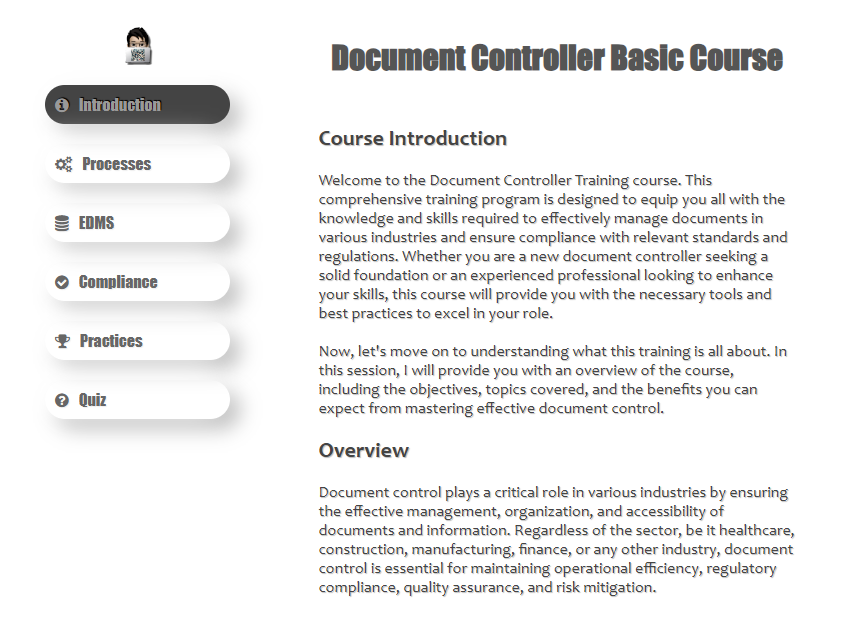 Document Controller Basic Course
Introduction
Processes
EDMS
Compliance
Practices
Quiz
Course Introduction
Welcome to the Document Controller Training course. This
comprehensive training program is designed to equip you all with the
knowledge and skills required to effectively manage documents in
various industries and ensure compliance with relevant standards and
regulations. Whether you are a new document controller seeking a
solid foundation or an experienced professional looking to enhance
your skills, this course will provide you with the necessary tools and
best practices to excel in your role.
Now, let's move on to understanding what this training is all about. In
this session, I will provide you with an overview of the course,
including the objectives, topics covered, and the benefits you can
expect from mastering effective document control.
Overview
Document control plays a critical role in various industries by ensuring
the effective management, organization, and accessibility of
documents and information. Regardless of the sector, be it healthcare,
construction, manufacturing, finance, or any other industry, document
control is essential for maintaining operational efficiency, regulatory
compliance, quality assurance, and risk mitigation.